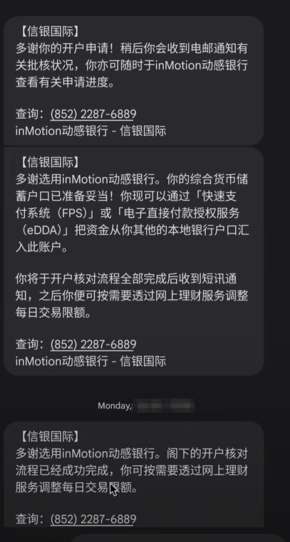 【信银国际】
多谢你的开户申请！稍后你会收到电邮通知有
关批核状况，你亦可随时于inMotion动感银行
查看有关申请进度。
查询：(852) 2287-6889
inMotion动感银行 - 信银国际
【信银国际】
多谢选用inMotion动感银行。你的综合货币储
蓄户口已准备妥当！你现可以通过「快速支
付系统（FPS）」或「电子直接付款授权服务
（eDDA）」把资金从你其他的本地银行户口汇
入此账户。
你将于开户核对流程全部完成后收到短讯通
知，之后你便可按需要透过网上理财服务调整
每日交易限额。
查询：(852) 2287-6889
inMotion动感银行 - 信银国际
Monday,
【信银国际】
多谢选用inMotion动感银行。阁下的开户核对
流程已经成功完成，你可按需要透过网上理财
服务调整每日交易限额。
查询：(852) 2287-6889